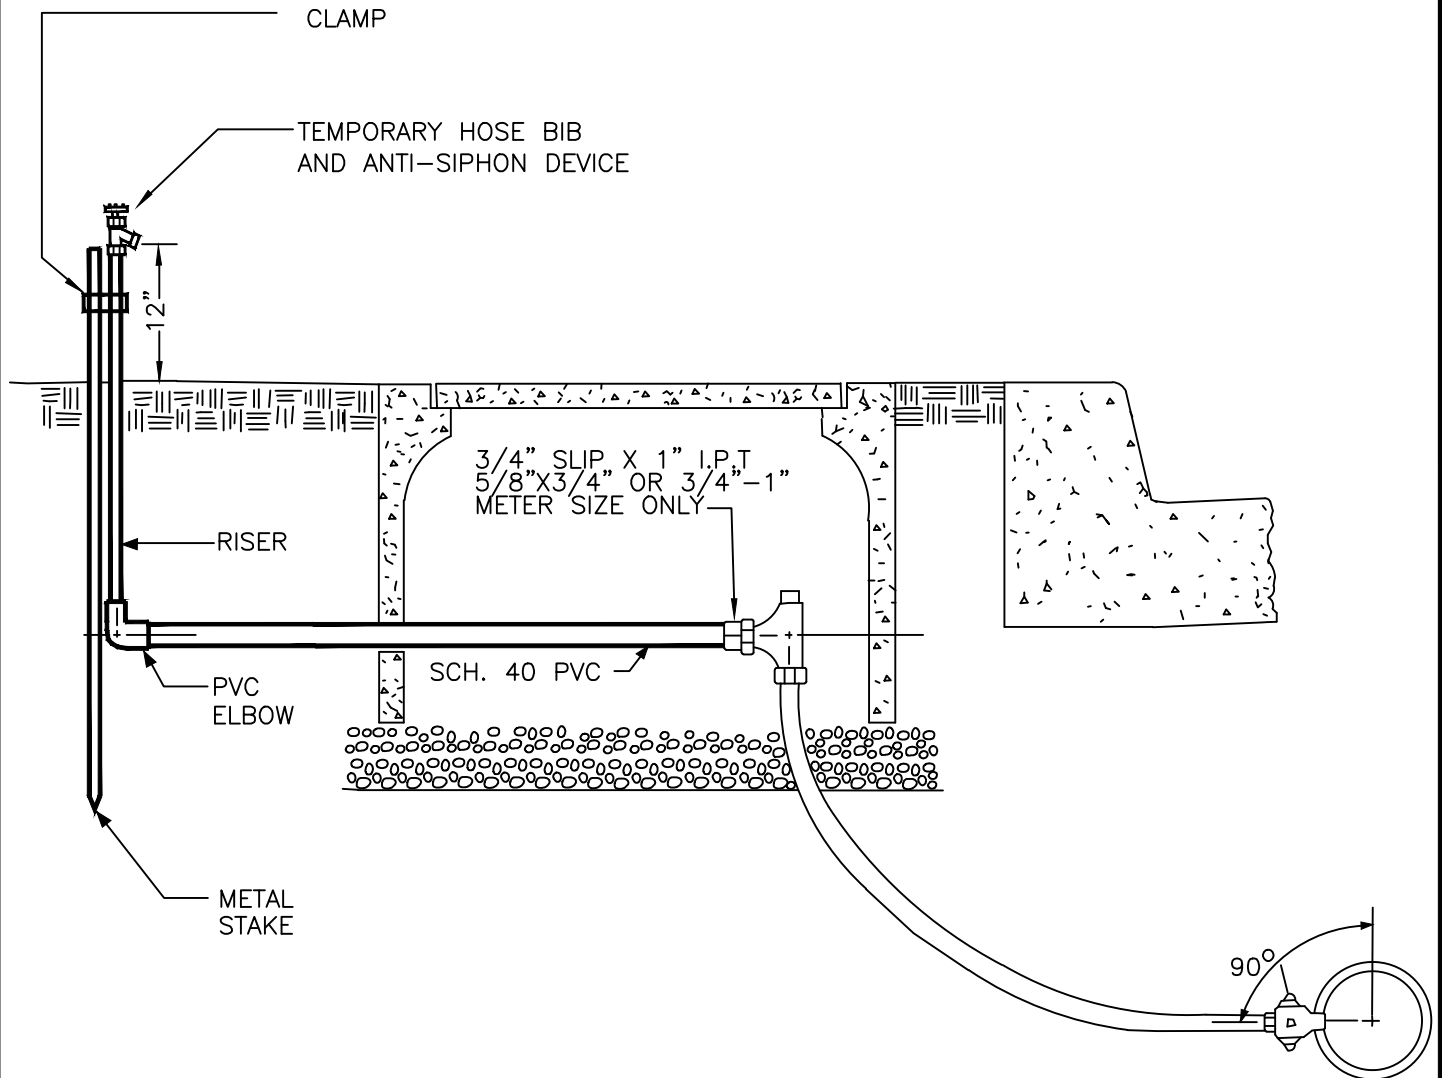 CLAMP
TEMPORARY HOSE BIB
AND ANTI-SIPHON DEVICE
12"
3/4" SLIP X 1" I.P.T
5/8"X3/4" OR 3/4"-1"
METER SIZE ONLY
RISER
SCH. 40 PVC
PVC
ELBOW
METAL
STAKE
90°